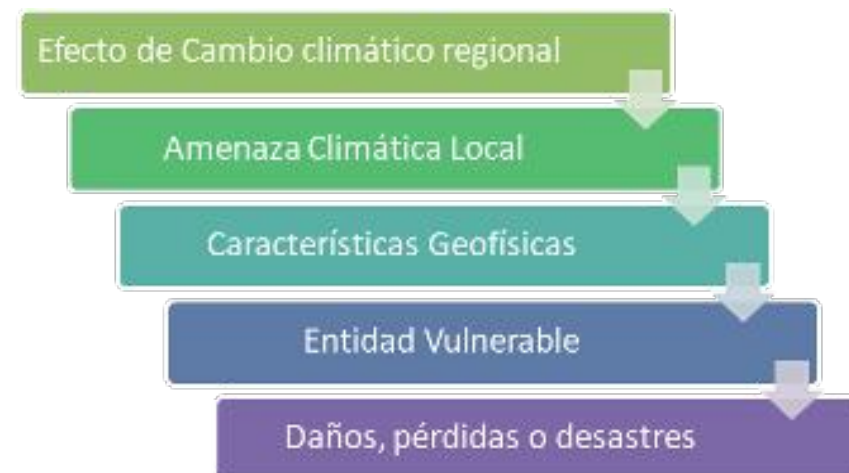 Efecto de Cambio climático regional
Amenaza Climática Local
Características Geofísicas
Entidad Vulnerable
Daños, pérdidas o desastres